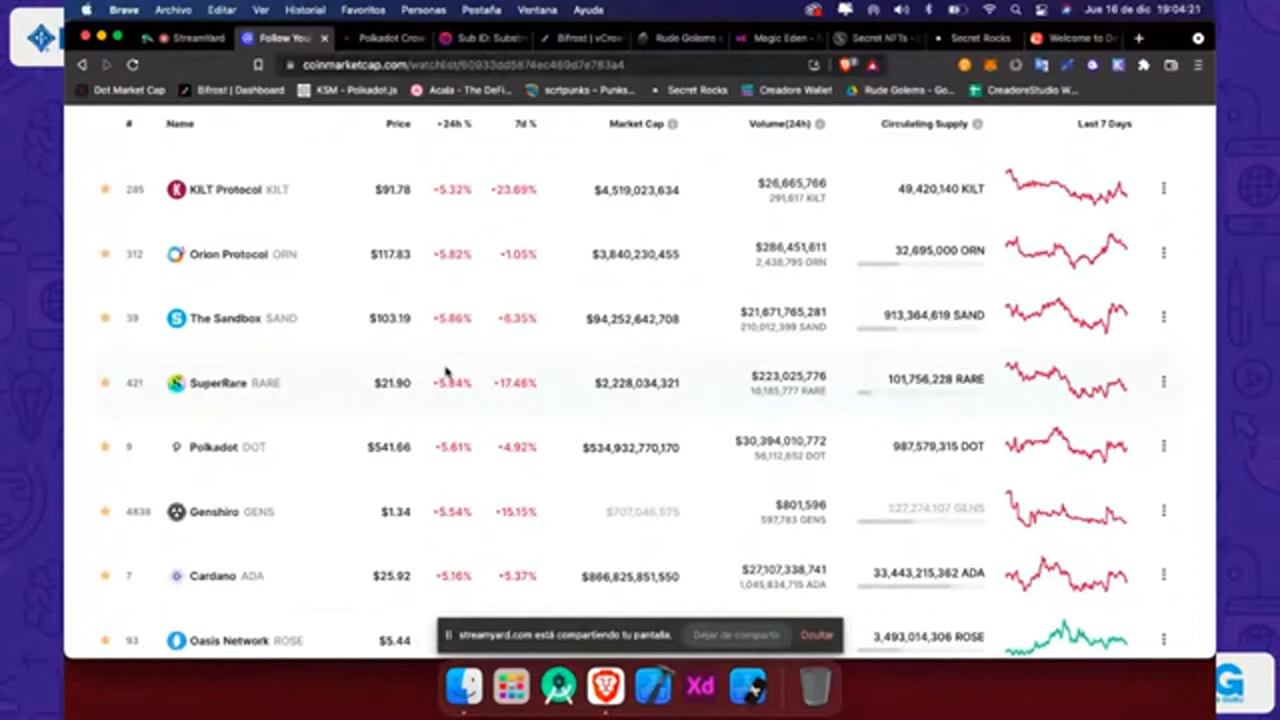 Brave Archivo Editar Ver Historial Favoritos Personas Pestaña Ventana Ayuda Jue 16 de dic 19:04:21
StreamYard Follow You Polkadot Crow Sub ID: Substr Bifrost | vCrow Rude Golems Magic Eden - Secret NFTs - Secret Rocks Welcome to De
Dot Market Cap Bifrost | Dashboard KSM - Polkadot.js Acala - The DeFi... scrtpunks – Punks... Secret Rocks Creadore Wallet Rude Golems - Go... CreadoreStudio W...
# Name Price 24h % 7d % Market Cap Volume(24h) Circulating Supply Last 7 Days
285 KILT Protocol KILT $91.78 -5.32% -23.69% $4,519,023,634 $26,665,766 49,420,140 KILT
291,617 KILT
312 Orion Protocol ORN $117.83 -5.82% -1.05% $3,840,230,455 $286,451,611 32,695,000 ORN
2,438,795 ORN
39 The Sandbox SAND $103.19 -5.86% -6.35% $94,252,642,708 $21,671,765,281 913,364,619 SAND
210,012,399 SAND
421 SuperRare RARE $21.90 -5.84% -17.46% $2,228,034,321 $223,025,776 101,756,228 RARE
10,185,777 RARE
9 Polkadot DOT $541.66 -5.61% -4.92% $534,932,770,170 $30,394,010,772 987,579,315 DOT
56,112,652 DOT
4838 Genshiro GENS $1.34 -5.54% -15.15% $707,046,575 $801,596 527,274,107 GENS
597,783 GENS
7 Cardano ADA $25.92 -5.16% -5.37% $866,825,851,550 $27,107,338,741 33,443,215,362 ADA
1,045,834,715 ADA
93 Oasis Network ROSE $5.44 3,493,014,306 ROSE
streamyard.com está compartiendo tu pantalla. Dejar de compartir Ocultar
Xd
G